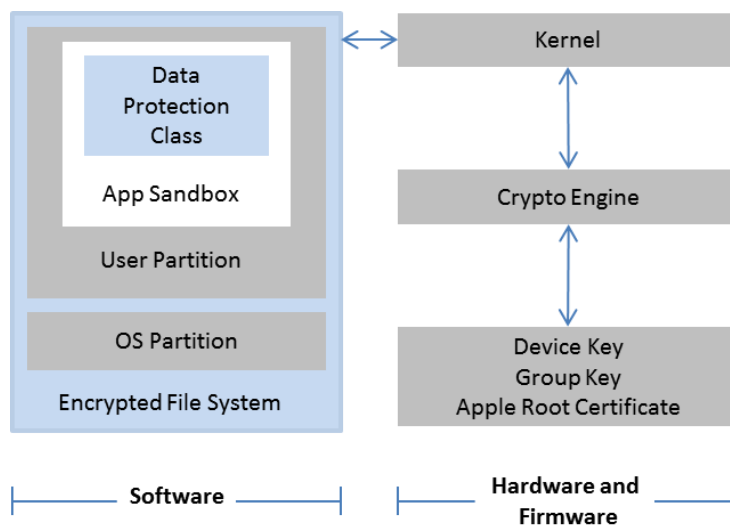 Data
Protection
Class
App Sandbox
User Partition
OS Partition
Encrypted File System
Kernel
Crypto Engine
Device Key
Group Key
Apple Root Certificate
Software
Hardware and
Firmware